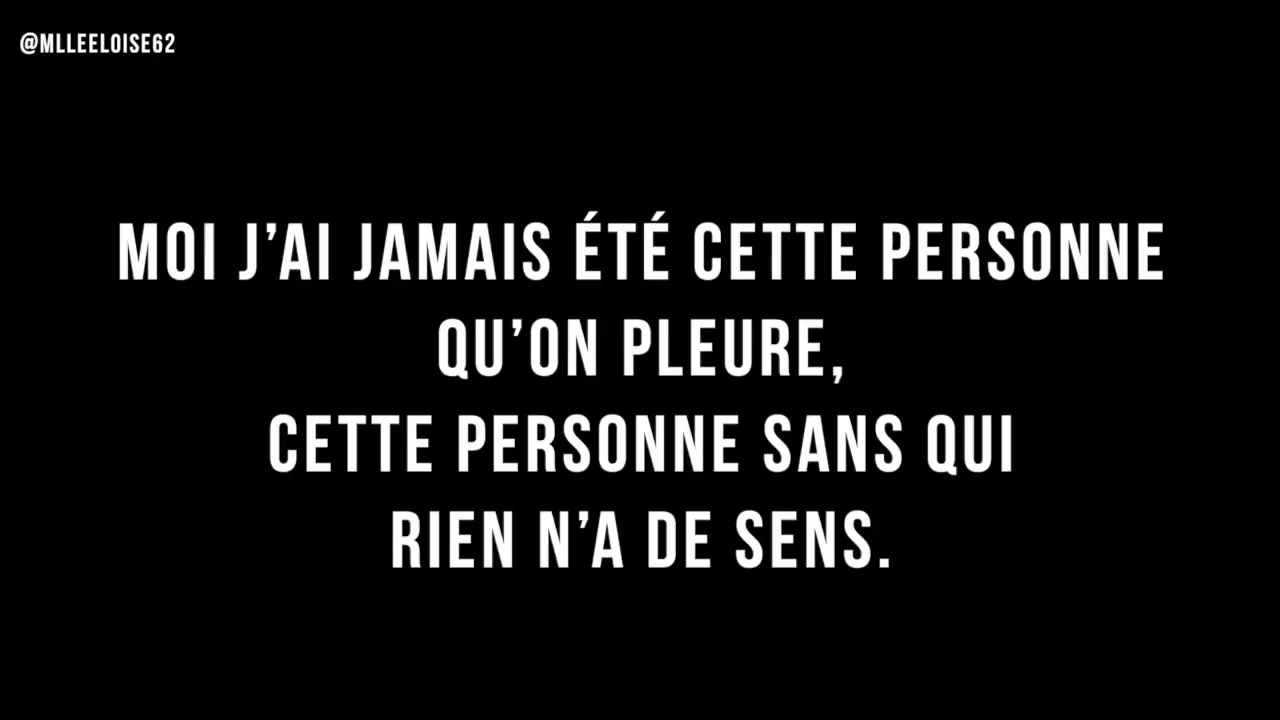 @MLLEELOISE62
MOI J’AI JAMAIS ÉTÉ CETTE PERSONNE
QU’ON PLEURE,
CETTE PERSONNE SANS QUI
RIEN N’A DE SENS.